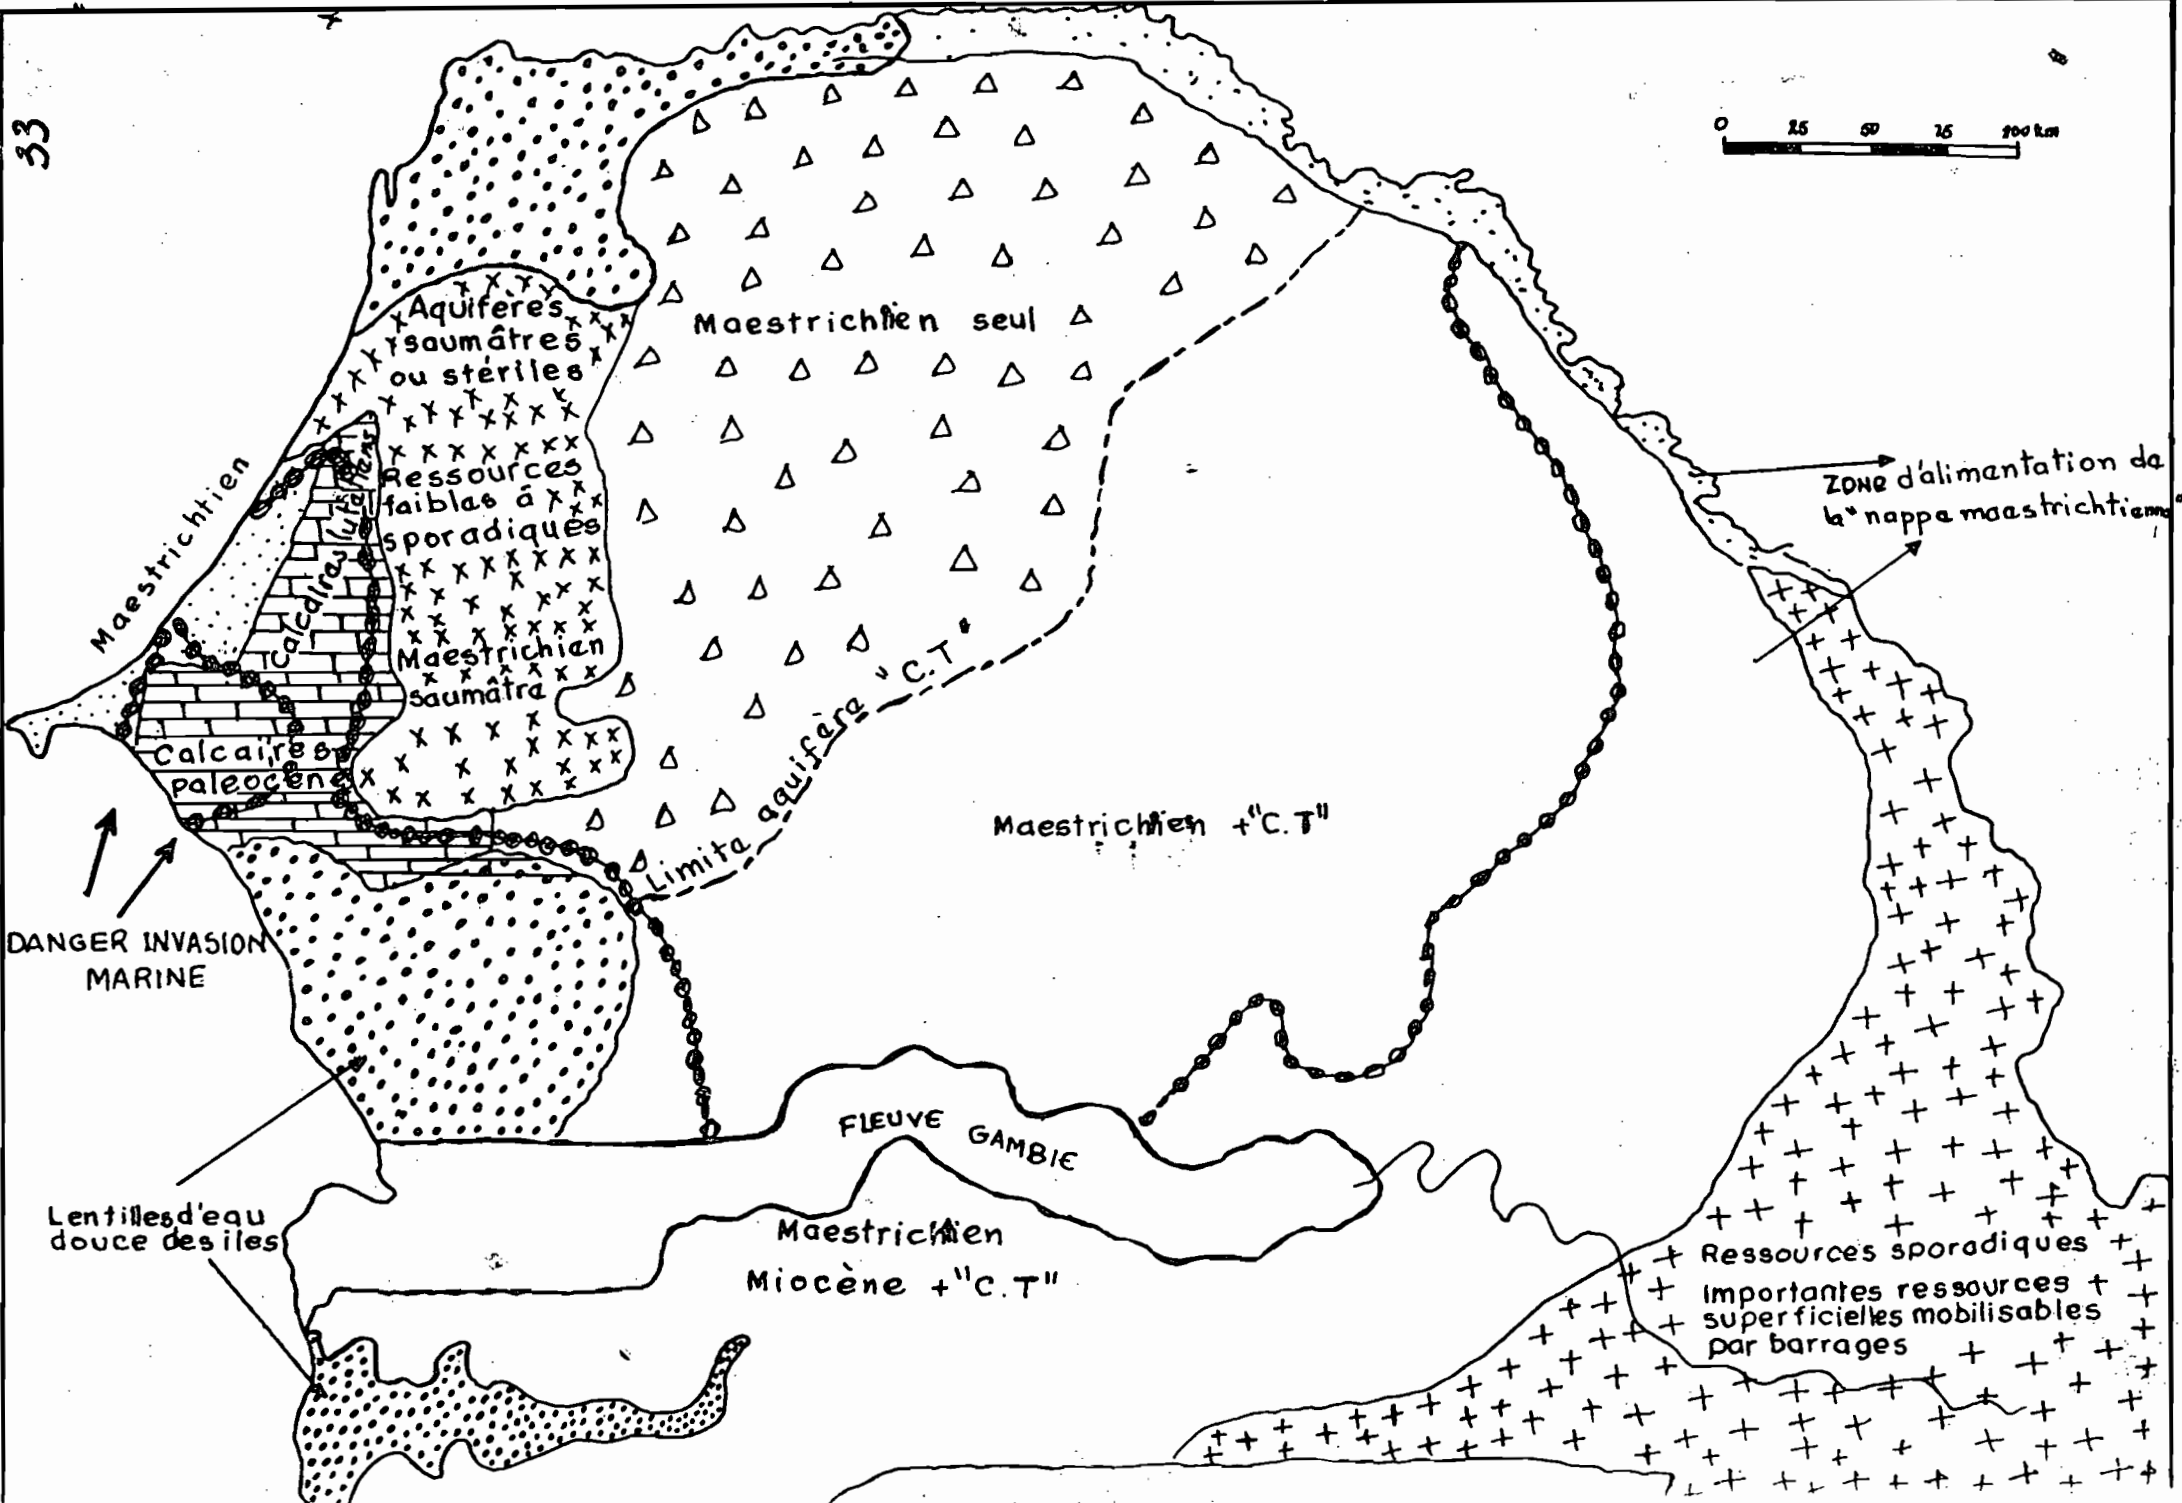 33
0 25 50 75 100 km
Aquifères
saumâtres
ou stériles
Maestrichtien seul
Ressources
faibles à
sporadiques
Maestrichtien
Calcaires lutétiens
ZONE d'alimentation de
la" nappe maestrichtienne
Maestrichien
saumâtre
Calcaires
paleocène
Limite aquifère "C.T"
Maestrichien +"C.T"
DANGER INVASION
MARINE
FLEUVE GAMBIE
Lentilles d'eau
douce des iles
Maestrichien
Miocène +"C.T"
Ressources sporadiques
Importantes ressources
superficielles mobilisables
par barrages